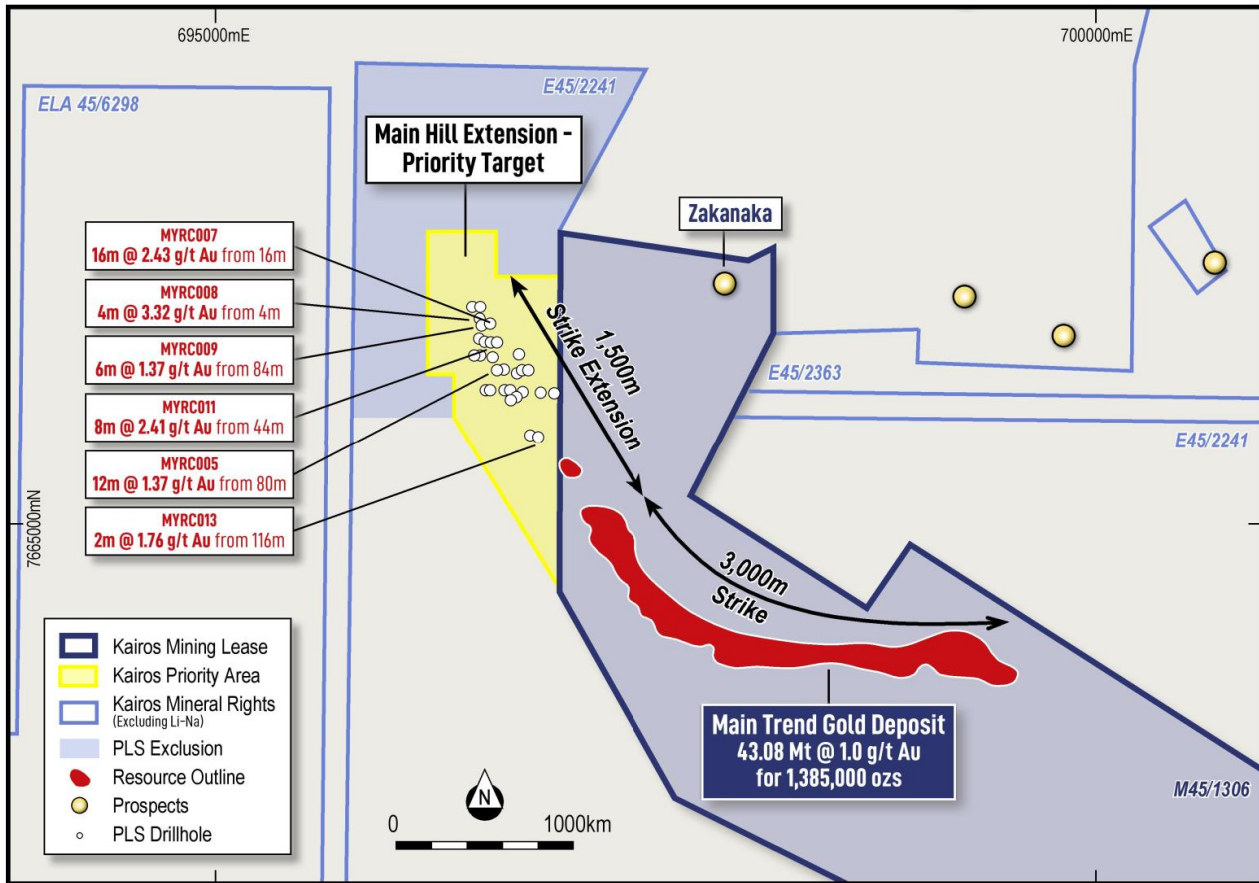 695000mE
700000mE
ELA 45/6298
E45/2241
Main Hill Extension -
Priority Target
Zakanaka
MYRC007
16m @ 2.43 g/t Au from 16m
MYRC008
4m @ 3.32 g/t Au from 4m
MYRC009
6m @ 1.37 g/t Au from 84m
MYRC011
8m @ 2.41 g/t Au from 44m
MYRC005
12m @ 1.37 g/t Au from 80m
MYRC013
2m @ 1.76 g/t Au from 116m
1,500m
Strike Extension
E45/2363
E45/2241
7665000mN
3,000m
Strike
Main Trend Gold Deposit
43.08 Mt @ 1.0 g/t Au
for 1,385,000 ozs
M45/1306
Kairos Mining Lease
Kairos Priority Area
Kairos Mineral Rights
(Excluding Li-Na)
PLS Exclusion
Resource Outline
Prospects
PLS Drillhole
N
0 1000km